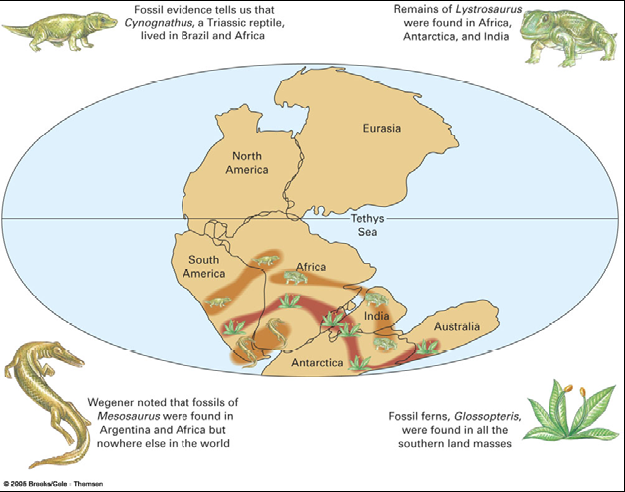 Fossil evidence tells us that
Cynognathus, a Triassic reptile,
lived in Brazil and Africa
Remains of Lystrosaurus
were found in Africa,
Antarctica, and India
Eurasia
North
America
Tethys
Sea
South
America
Africa
India
Australia
Antarctica
Wegener noted that fossils of
Mesosaurus were found in
Argentina and Africa but
nowhere else in the world
Fossil ferns, Glossopteris,
were found in all the
southern land masses
© 2005 Brooks/Cole - Thomson